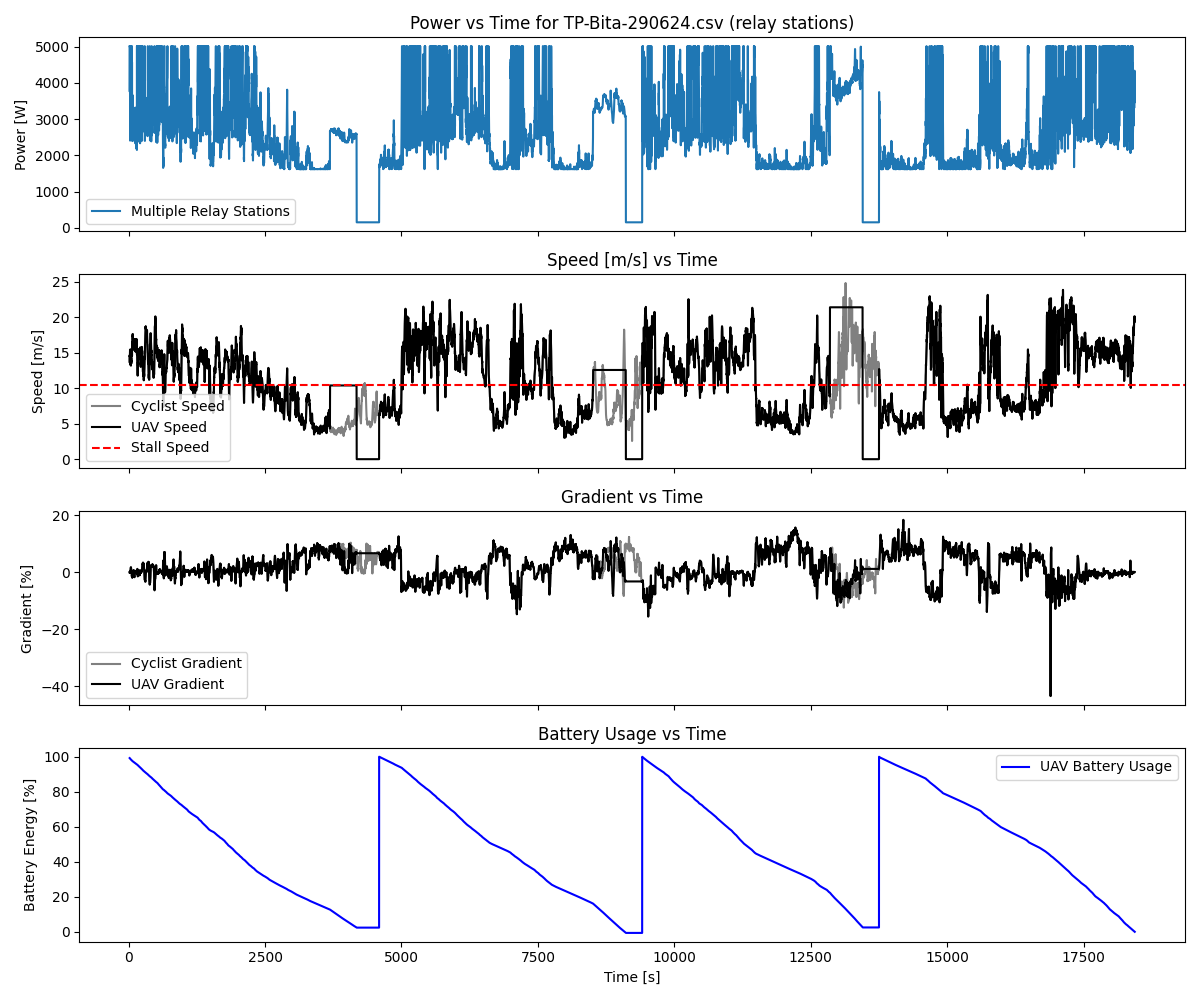 Power vs Time for TP-Bita-290624.csv (relay stations)
5000
4000
3000
2000
1000
0
Power [W]
Multiple Relay Stations
Speed [m/s] vs Time
25
20
15
10
5
0
Speed [m/s]
Cyclist Speed
UAV Speed
Stall Speed
Gradient vs Time
20
0
−20
−40
Gradient [%]
Cyclist Gradient
UAV Gradient
Battery Usage vs Time
100
80
60
40
20
0
Battery Energy [%]
UAV Battery Usage
0 2500 5000 7500 10000 12500 15000 17500
Time [s]